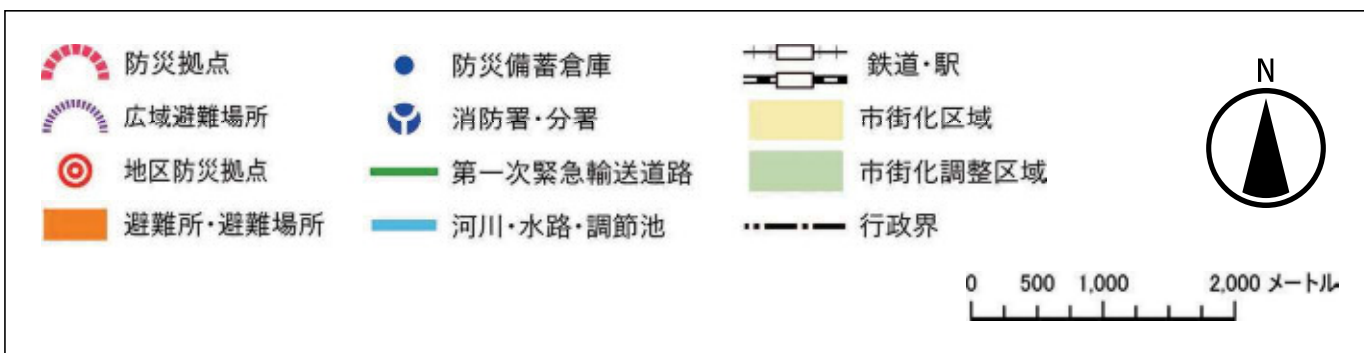 防災拠点
広域避難場所
地区防災拠点
避難所・避難場所
防災備蓄倉庫
消防署・分署
第一次緊急輸送道路
河川・水路・調節池
鉄道・駅
市街化区域
市街化調整区域
行政界
N
0 500 1,000 2,000 メートル